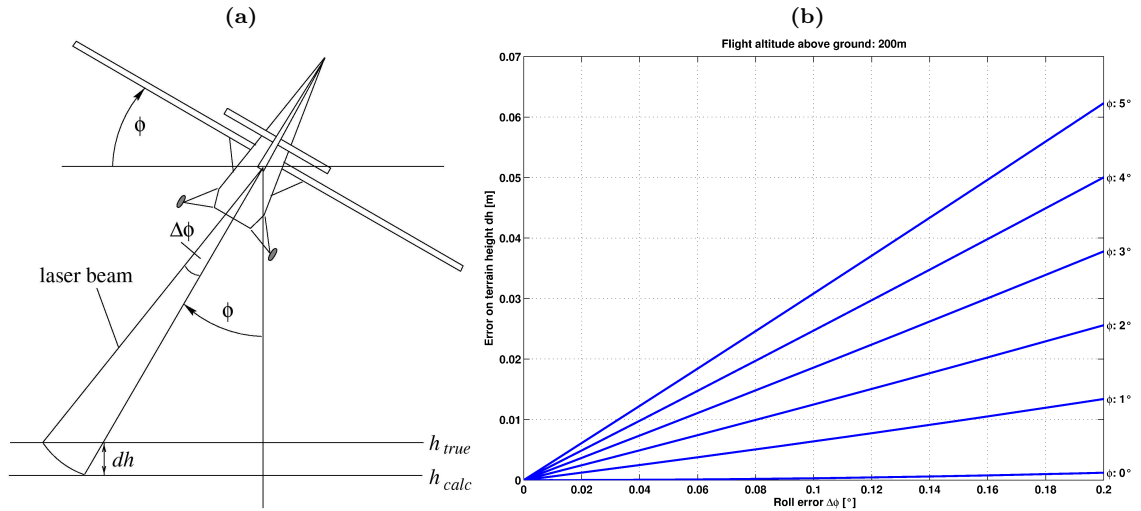 (a)
ϕ
Δϕ
laser beam
ϕ
h true
dh
h calc
(b)
Flight altitude above ground: 200m
Error on terrain height dh [m]
0.07
0.06
0.05
0.04
0.03
0.02
0.01
0
0 0.02 0.04 0.06 0.08 0.1 0.12 0.14 0.16 0.18 0.2
Roll error Δϕ [°]
ϕ: 5°
ϕ: 4°
ϕ: 3°
ϕ: 2°
ϕ: 1°
ϕ: 0°